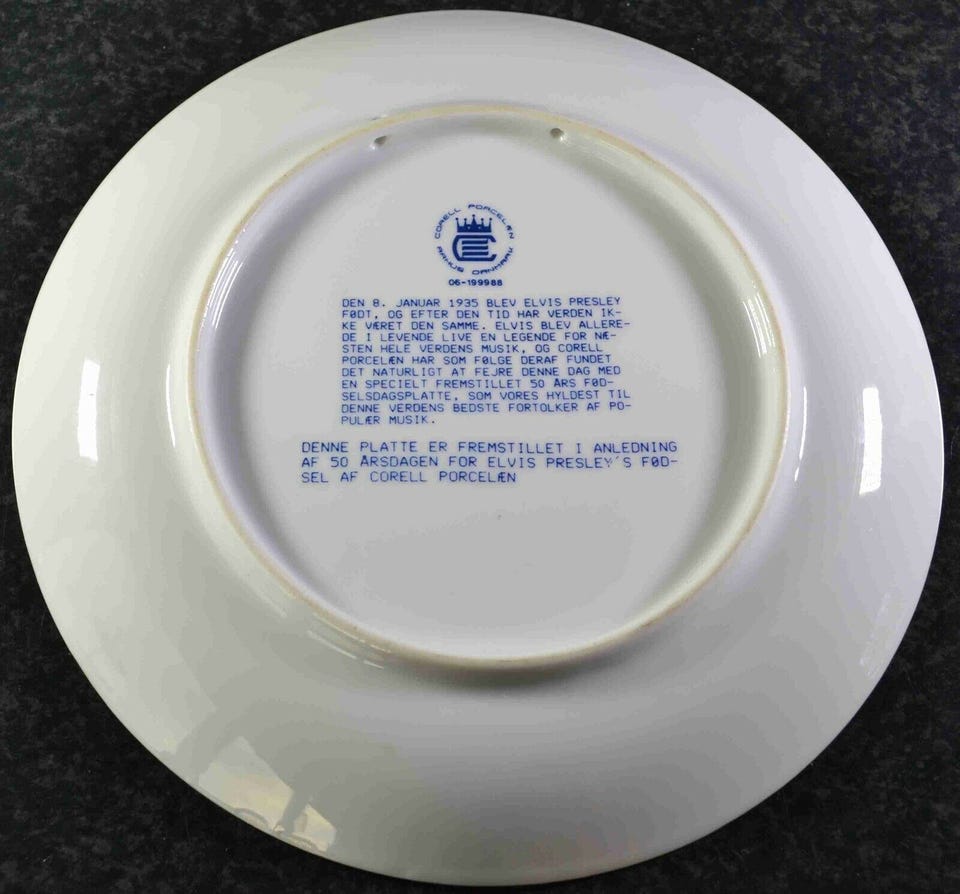 CORELL PORCELÆN
ARHUS DANMARK
06-199988
DEN 8. JANUAR 1935 BLEV ELVIS PRESLEY
FØDT, OG EFTER DEN TID HAR VERDEN IK-
KE VÆRET DEN SAMME. ELVIS BLEV ALLERE-
DE I LEVENDE LIVE EN LEGENDE FOR NÆ-
STEN HELE VERDENS MUSIK, OG CORELL
PORCELÆN HAR SOM FØLGE DERAF FUNDET
DET NATURLIGT AT FEJRE DENNE DAG MED
EN SPECIELT FREMSTILLET 50 ÅRS FØD-
SELSDAGSPLATTE, SOM VORES HYLDEST TIL
DENNE VERDENS BEDSTE FORTOLKER AF PO-
PULÆR MUSIK.
DENNE PLATTE ER FREMSTILLET I ANLEDNING
AF 50 ÅRSDAGEN FOR ELVIS PRESLEY'S FØD-
SEL AF CORELL PORCELÆN